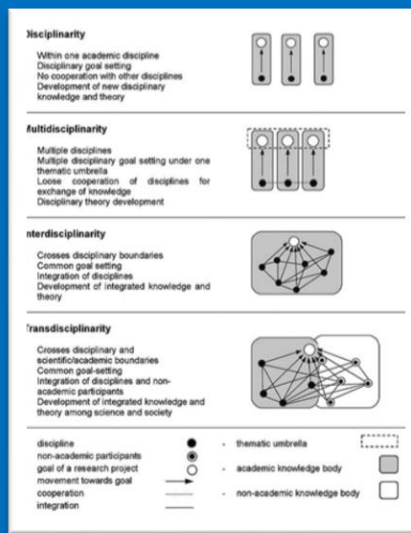 Disciplinarity
Within one academic discipline
Disciplinary goal setting
No cooperation with other disciplines
Development of new disciplinary
knowledge and theory
Multidisciplinarity
Multiple disciplines
Multiple disciplinary goal setting under one
thematic umbrella
Loose cooperation of disciplines for
exchange of knowledge
Disciplinary theory development
Interdisciplinarity
Crosses disciplinary boundaries
Common goal setting
Integration of disciplines
Development of integrated knowledge and
theory
Transdisciplinarity
Crosses disciplinary and
scientific/academic boundaries
Common goal-setting
Integration of disciplines and non-
academic participants
Development of integrated knowledge and
theory among science and society
discipline - thematic umbrella
non-academic participants
goal of a research project - academic knowledge body
movement towards goal
cooperation - non-academic knowledge body
integration